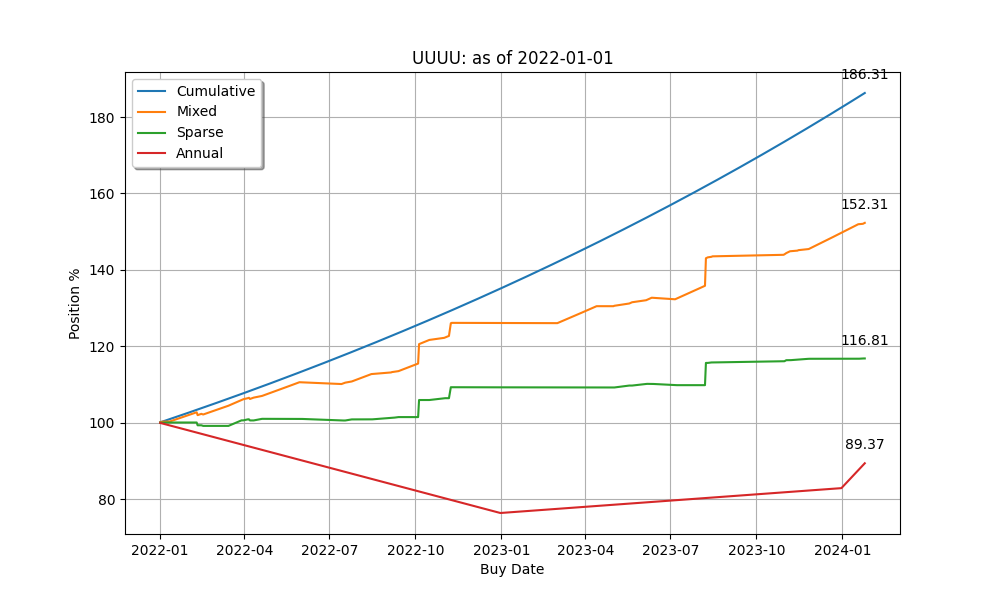 UUUU: as of 2022-01-01
186.31
Cumulative
Mixed
Sparse
Annual
180
160
140
120
100
80
152.31
116.81
89.37
Position %
2022-01
2022-04
2022-07
2022-10
2023-01
2023-04
2023-07
2023-10
2024-01
Buy Date